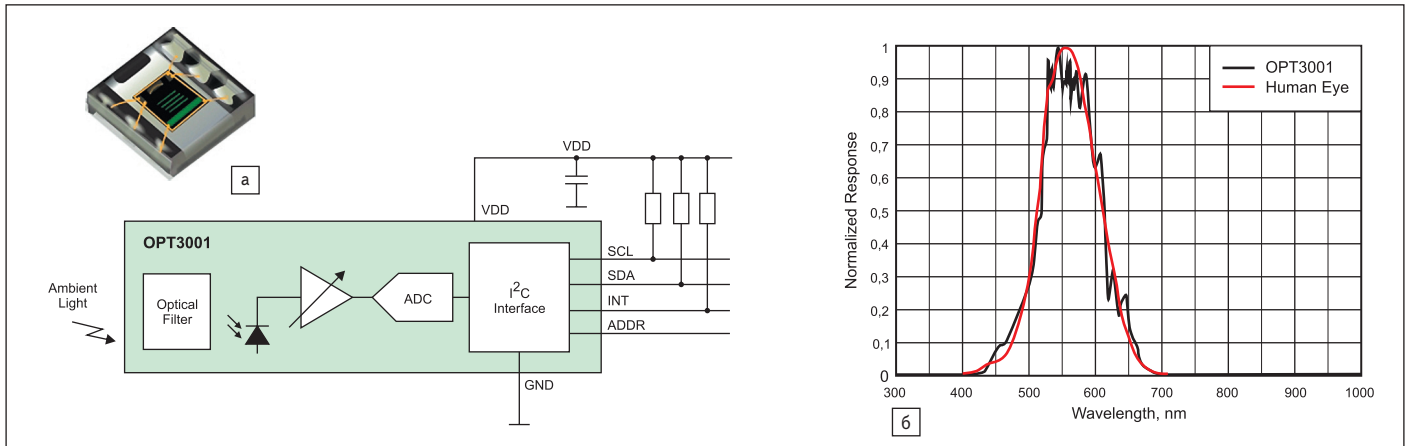 а
VDD
VDD
OPT3001
Ambient
Light
Optical
Filter
ADC
I²C
Interface
SCL
SDA
INT
ADDR
GND
OPT3001
Human Eye
Normalized Response
1
0,9
0,8
0,7
0,6
0,5
0,4
0,3
0,2
0,1
0
300 400 500 600 700 800 900 1000
Wavelength, nm
б